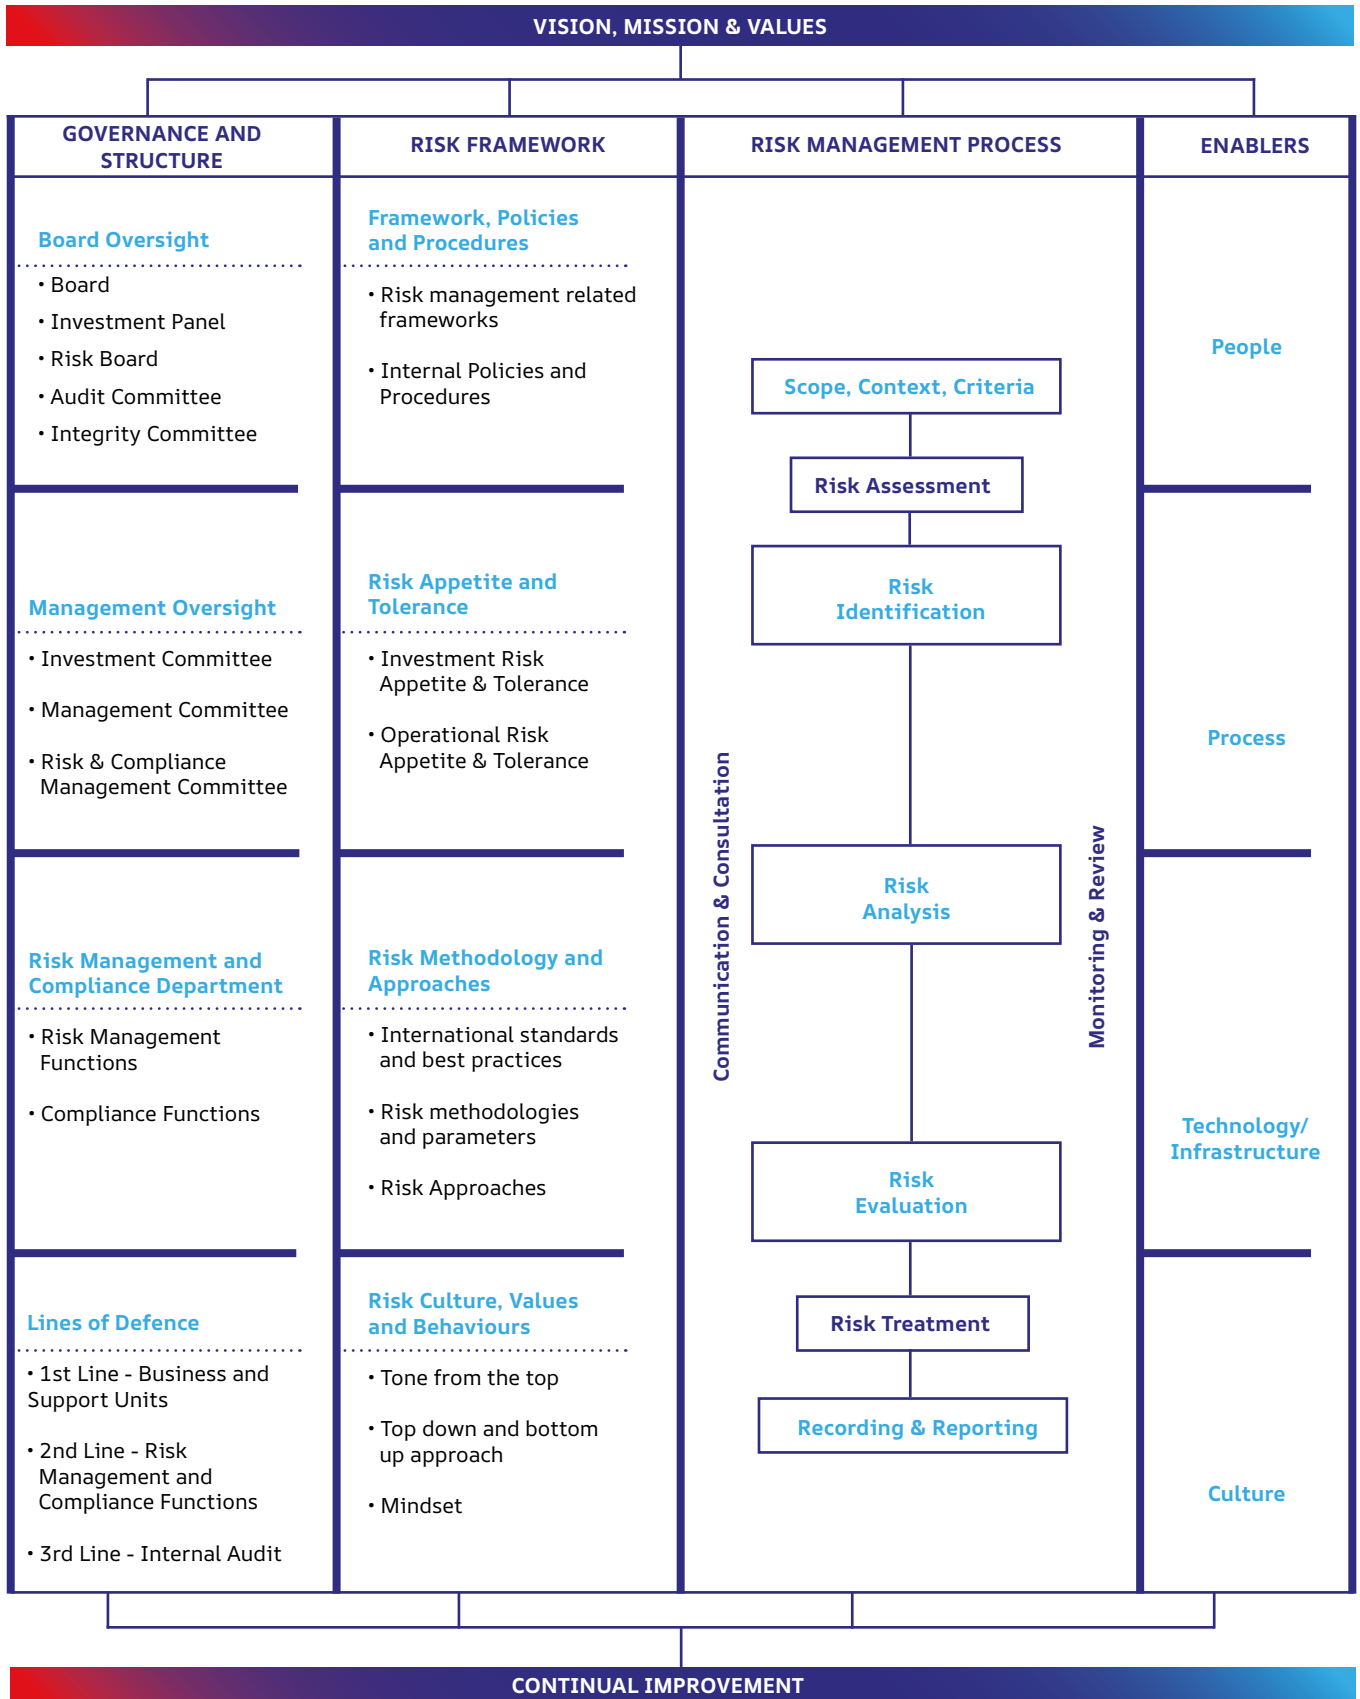 VISION, MISSION & VALUES
GOVERNANCE AND
STRUCTURE
Board Oversight
• Board
• Investment Panel
• Risk Board
• Audit Committee
• Integrity Committee
Management Oversight
• Investment Committee
• Management Committee
• Risk & Compliance
Management Committee
Risk Management and
Compliance Department
• Risk Management
Functions
• Compliance Functions
Lines of Defence
• 1st Line - Business and
Support Units
• 2nd Line - Risk
Management and
Compliance Functions
• 3rd Line - Internal Audit
RISK FRAMEWORK
Framework, Policies
and Procedures
• Risk management related
frameworks
• Internal Policies and
Procedures
Risk Appetite and
Tolerance
• Investment Risk
Appetite & Tolerance
• Operational Risk
Appetite & Tolerance
Risk Methodology and
Approaches
• International standards
and best practices
• Risk methodologies
and parameters
• Risk Approaches
Risk Culture, Values
and Behaviours
• Tone from the top
• Top down and bottom
up approach
• Mindset
RISK MANAGEMENT PROCESS
Communication & Consultation
Scope, Context, Criteria
Risk Assessment
Risk
Identification
Risk
Analysis
Risk
Evaluation
Risk Treatment
Recording & Reporting
Monitoring & Review
ENABLERS
People
Process
Technology/
Infrastructure
Culture
CONTINUAL IMPROVEMENT